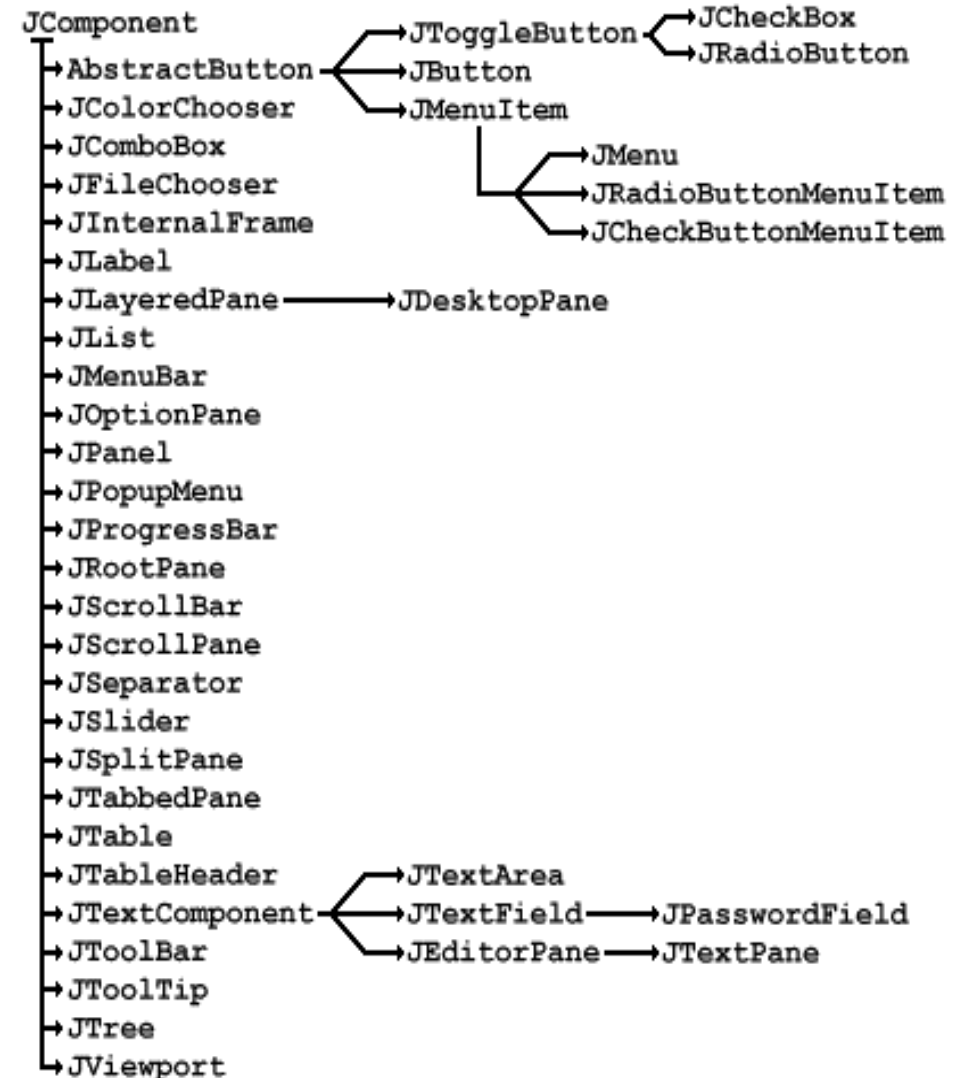 JComponent
JToggleButton JCheckBox
JRadioButton
AbstractButton JButton
JColorChooser JMenuItem
JComboBox JMenu
JFileChooser JRadioButtonMenuItem
JInternalFrame JCheckButtonMenuItem
JLabel
JLayeredPane JDesktopPane
JList
JMenuBar
JOptionPane
JPanel
JPopupMenu
JProgressBar
JRootPane
JScrollBar
JScrollPane
JSeparator
JSlider
JSplitPane
JTabbedPane
JTable
JTableHeader JTextArea
JTextComponent JTextField JPasswordField
JToolBar JEditorPane JTextPane
JToolTip
JTree
JViewport